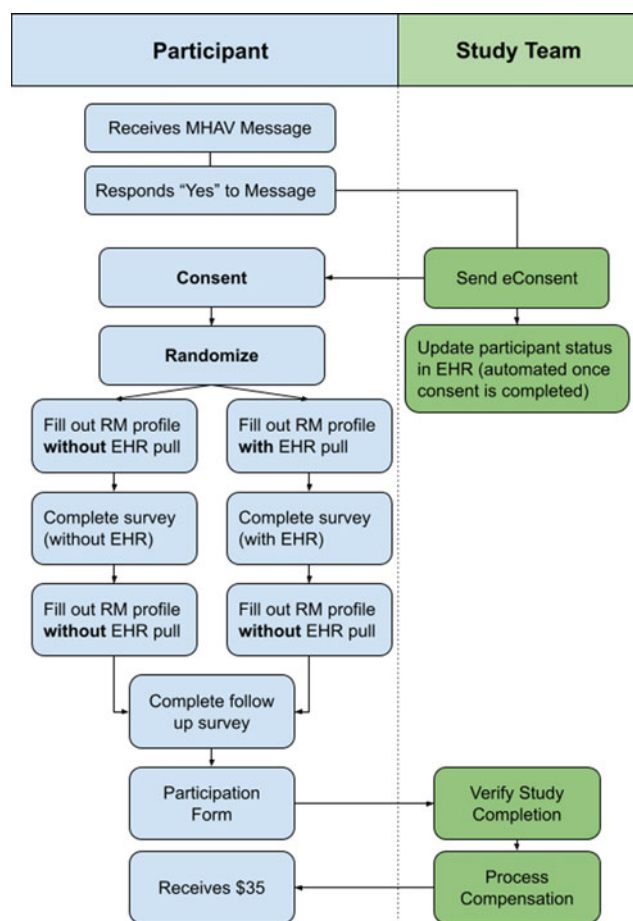 Participant
Study Team
Receives MHAV Message
Responds “Yes” to Message
Consent
Send eConsent
Randomize
Update participant status
in EHR (automated once
consent is completed)
Fill out RM profile
without EHR pull
Fill out RM profile
with EHR pull
Complete survey
(without EHR)
Complete survey
(with EHR)
Fill out RM profile
without EHR pull
Fill out RM profile
without EHR pull
Complete follow
up survey
Participation
Form
Verify Study
Completion
Receives $35
Process
Compensation